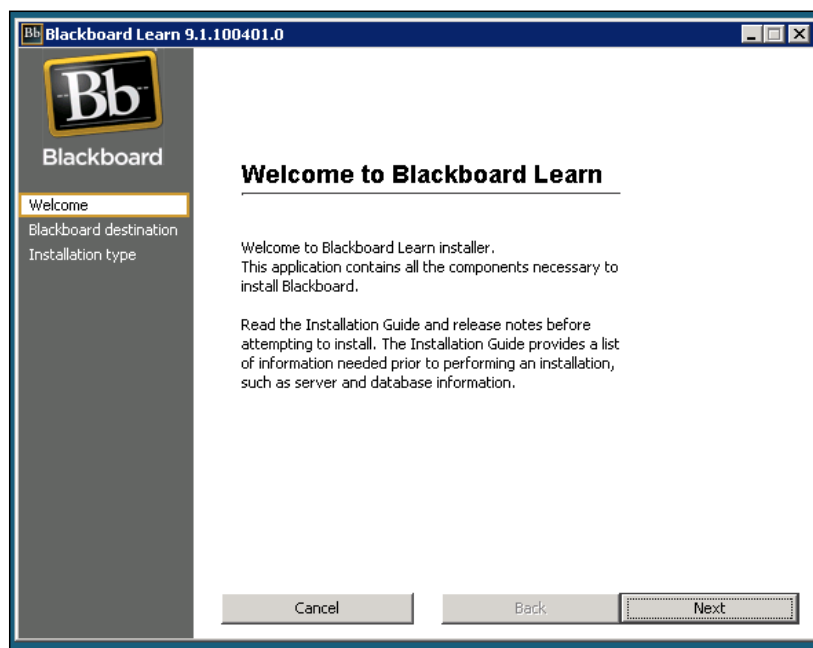 Bb Blackboard Learn 9.1.100401.0
Bb
Blackboard
Welcome
Blackboard destination
Installation type
Welcome to Blackboard Learn
Welcome to Blackboard Learn installer.
This application contains all the components necessary to
install Blackboard.
Read the Installation Guide and release notes before
attempting to install. The Installation Guide provides a list
of information needed prior to performing an installation,
such as server and database information.
Cancel
Back
Next